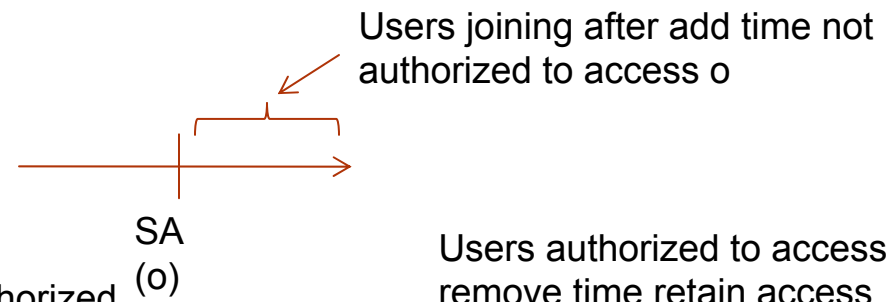 Users joining after add time not
authorized to access o
SA
(o)
Users authorized to access
remove time retain access